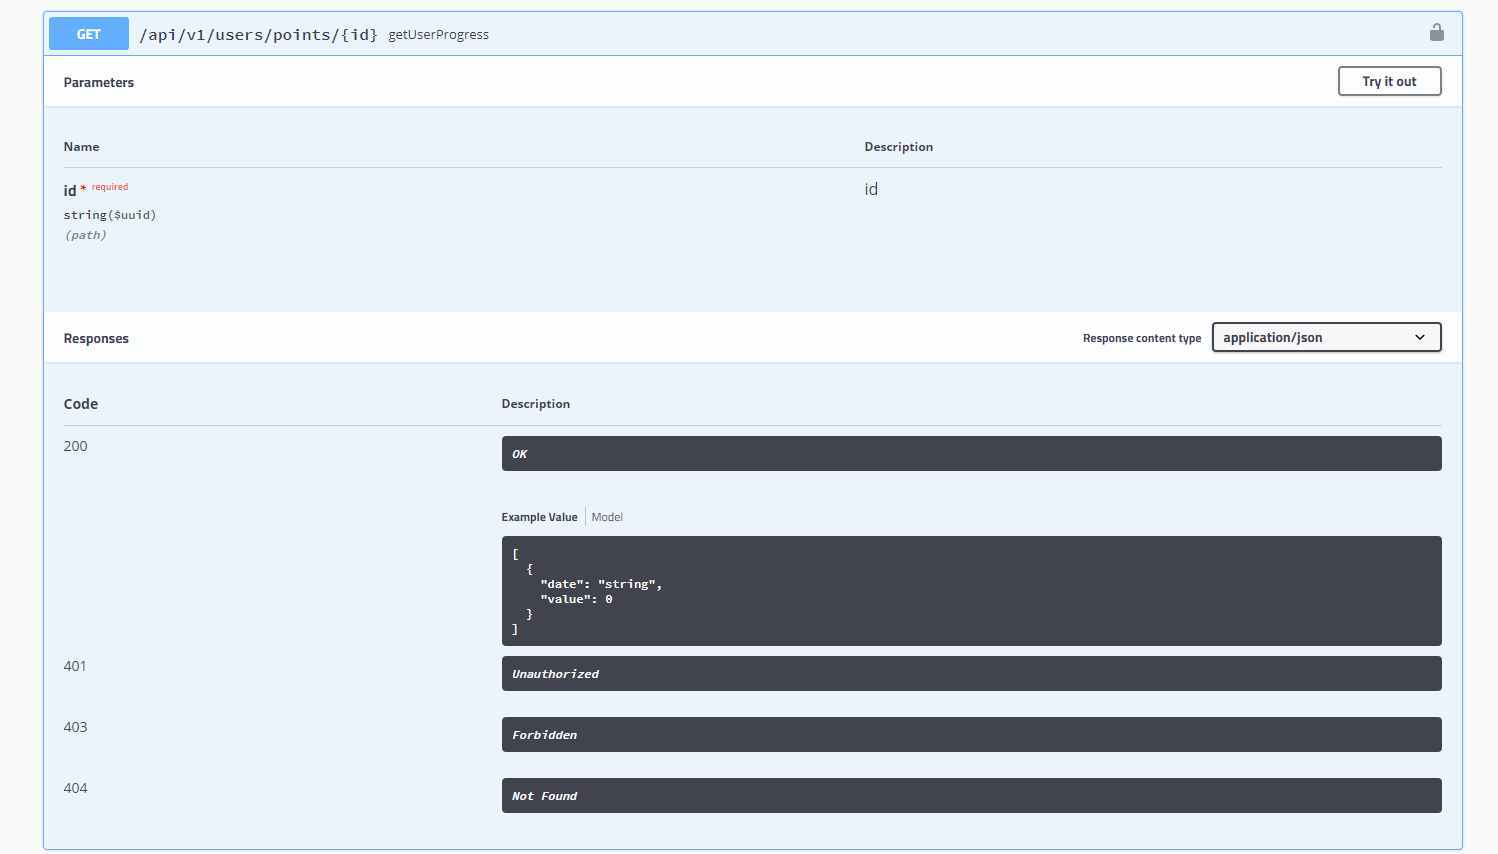 GET /api/v1/users/points/{id} getUserProgress
Parameters
Try it out
Name Description
id * required id
string($uuid)
(path)
Responses Response content type application/json
Code Description
200 OK
Example Value Model
[
  {
    "date": "string",
    "value": 0
  }
]
401 Unauthorized
403 Forbidden
404 Not Found